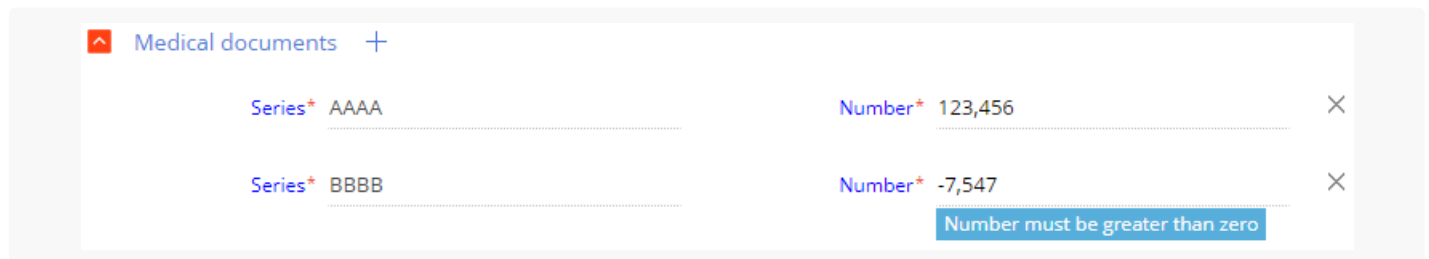 Medical documents +
Series* AAAA Number* 123,456
Series* BBBB Number* -7,547
Number must be greater than zero